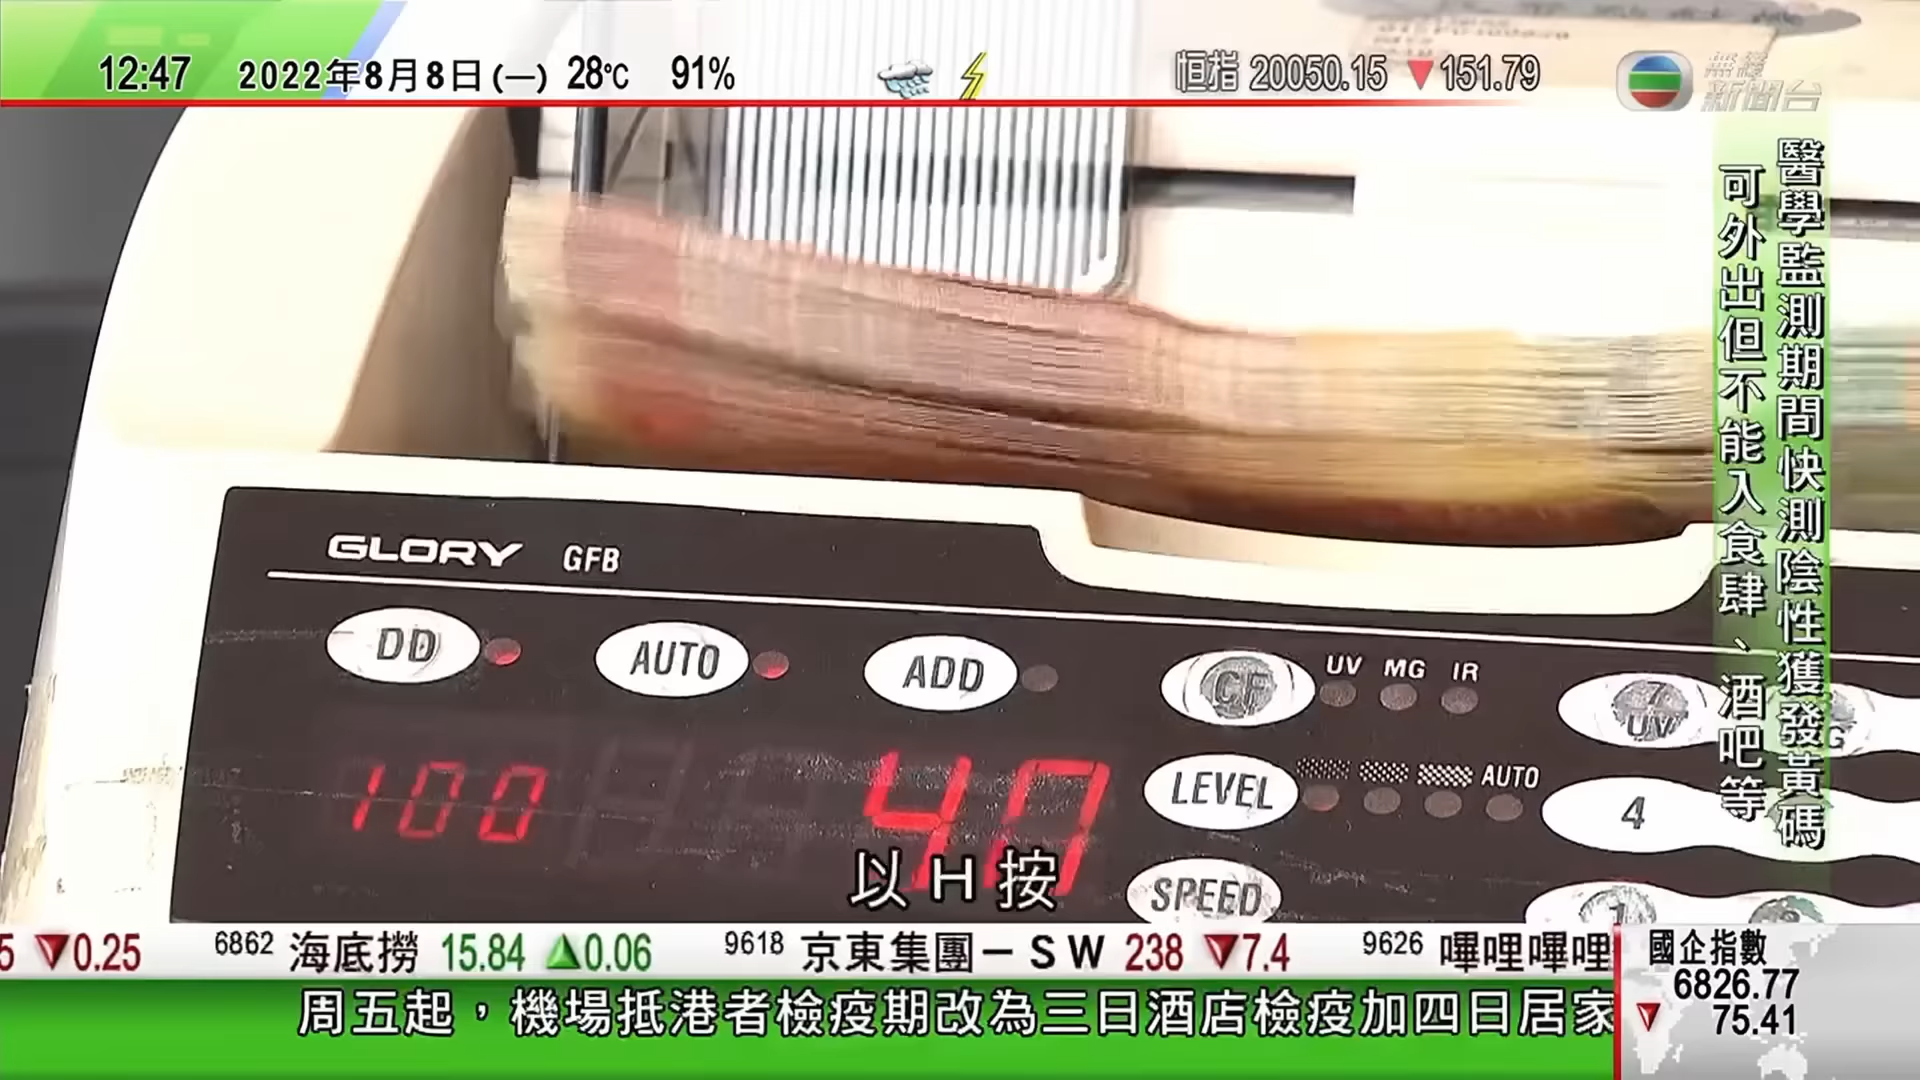 12:47 2022年8月8日(一) 28℃ 91% 恒指 20050.15 ▼151.79
無綫
新聞台
醫學監測期間快測陰性獲發黃碼
可外出但不能入食肆、酒吧等
GLORY GFB
DD AUTO ADD CF UV MG IR 7 UV
100 40 LEVEL AUTO 4
SPEED 1
以H按
5 ▼0.25 6862 海底撈 15.84 ▲0.06 9618 京東集團－SW 238 ▼7.4 9626 嗶哩嗶哩
國企指數
6826.77
▼ 75.41
周五起，機場抵港者檢疫期改為三日酒店檢疫加四日居家